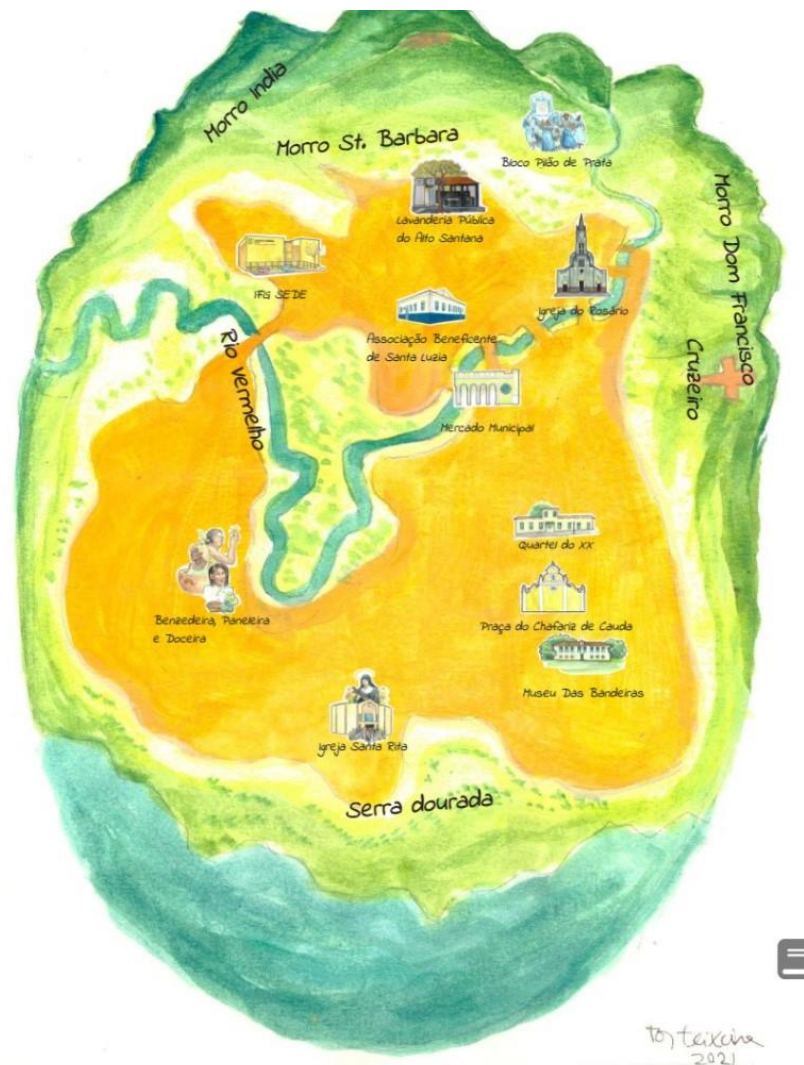 Morro India
Morro St. Barbara
Bloco Pilão de Prata
Lavanderia Pública
do Alto Santana
Morro Dom Francisco
IFG SEDE
Igreja do Rosário
Associação Beneficente
de Santa Luzia
Rio vermelho
Cruzeiro
Mercado Municipal
Quartel do XX
Benzedeira, Paneleira
e Doceira
Praça do Chafariz de Cauda
Museu Das Bandeiras
Igreja Santa Rita
Serra dourada
teixeira
2021